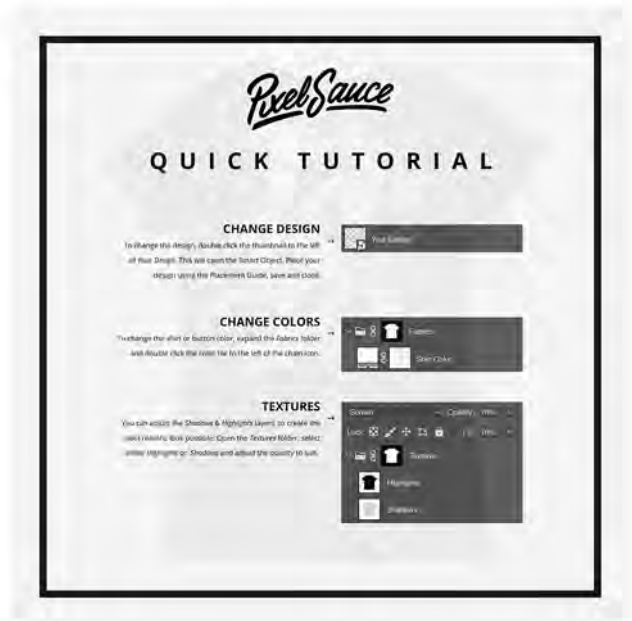 PixelSauce
QUICK TUTORIAL
CHANGE DESIGN
To change the design, double click the thumbnail to the left
of Your Design. This will open the Smart Object. Place your
design using the Placement Guide, save and close.
Your Design
CHANGE COLORS
To change the shirt or button color, expand the Fabrics folder
and double click the color tile to the left of the chain icon.
Fabrics
Shirt Color
TEXTURES
You can adjust the Shadows & Highlights layers to create the
most realistic look possible. Open the Textures folder, select
either Highlights or Shadows and adjust the opacity to suit.
Screen
Opacity:
Lock:
Textures
Highlights
Shadows